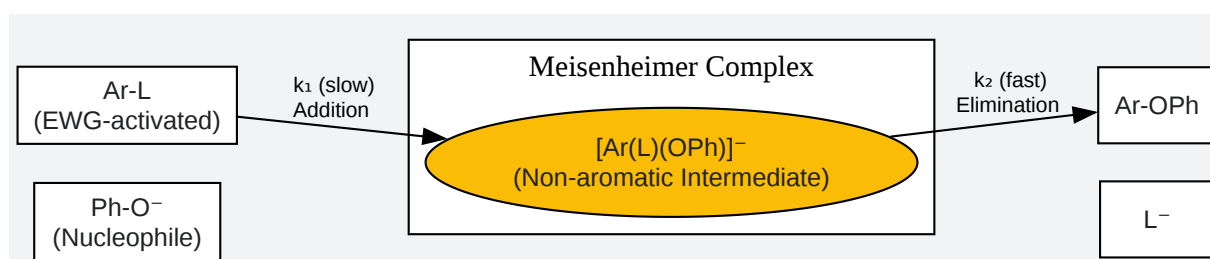 Ar-L
(EWG-activated)
Ph-O⁻
(Nucleophile)
k₁ (slow)
Addition
Meisenheimer Complex
[Ar(L)(OPh)]⁻
(Non-aromatic Intermediate)
k₂ (fast)
Elimination
Ar-OPh
L⁻